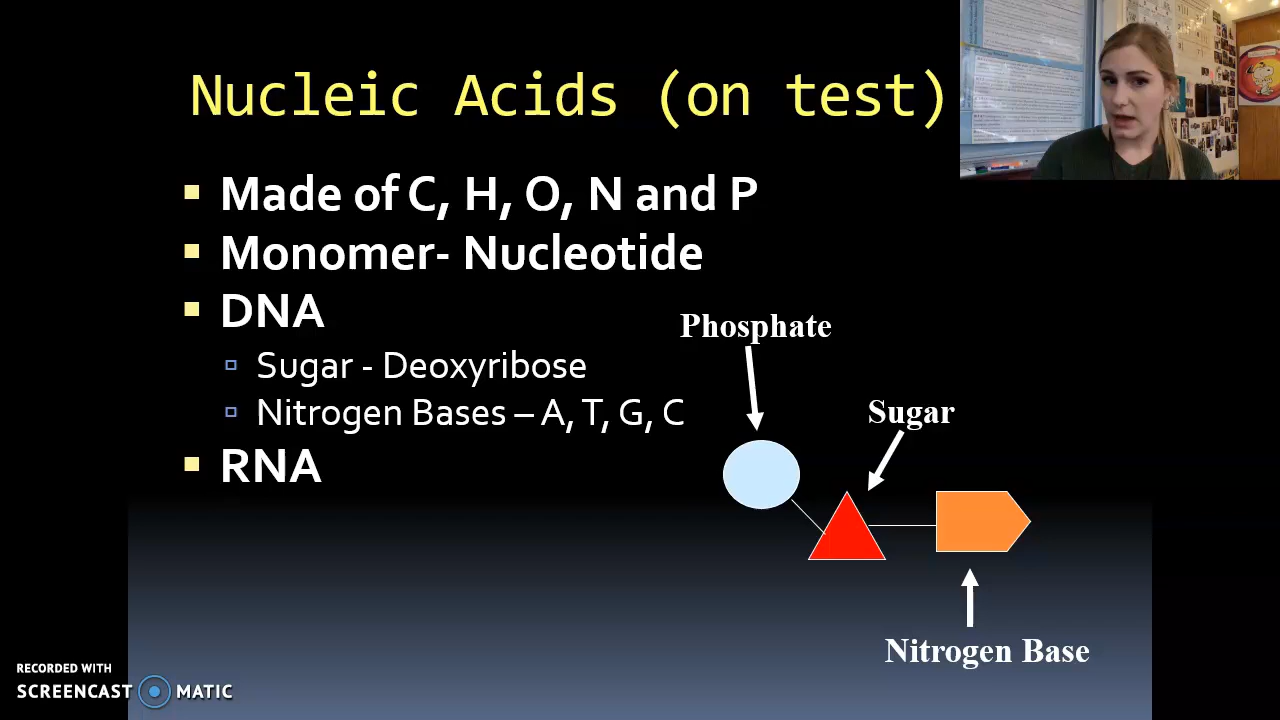 Nucleic Acids (on test)
Made of C, H, O, N and P
Monomer- Nucleotide
DNA
Sugar - Deoxyribose
Nitrogen Bases – A, T, G, C
RNA
Phosphate
Sugar
Nitrogen Base
RECORDED WITH
SCREENCAST MATIC